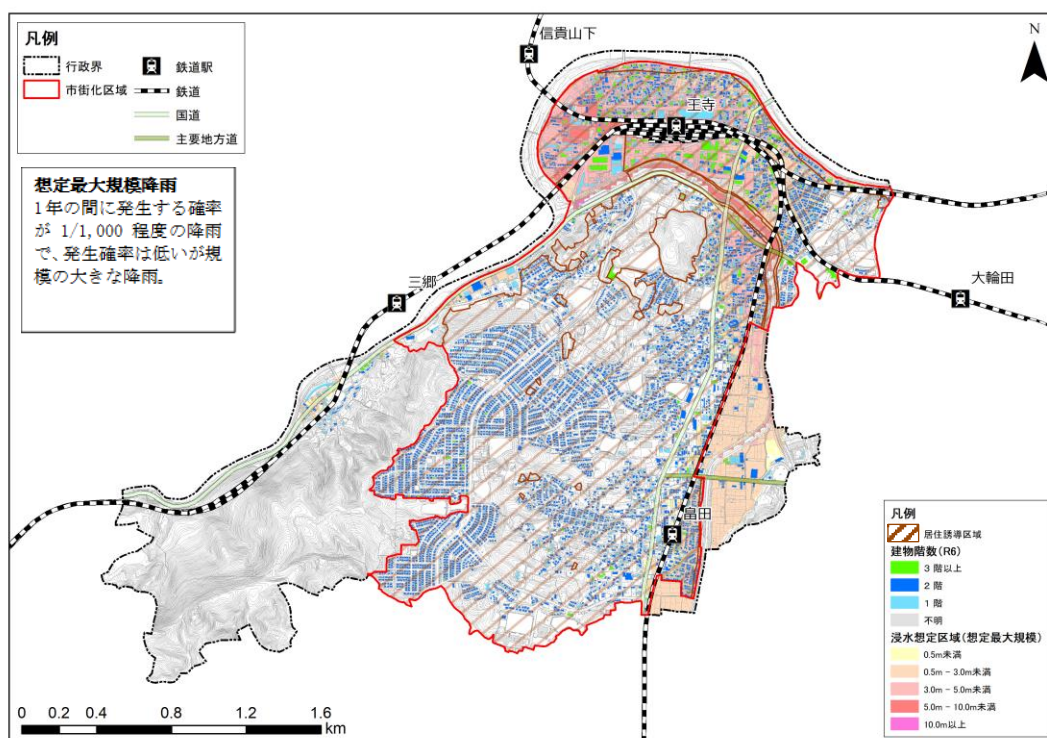 凡例
行政界
鉄道駅
市街化区域
鉄道
国道
主要地方道
想定最大規模降雨
1年の間に発生する確率
が 1/1,000 程度の降雨
で、発生確率は低いが規
模の大きな降雨。
信貴山下
N
王寺
三郷
大輪田
畠田
凡例
居住誘導区域
建物階数(R6)
3階以上
2階
1階
不明
浸水想定区域(想定最大規模)
0.5m未満
0.5m - 3.0m未満
3.0m - 5.0m未満
5.0m - 10.0m未満
10.0m以上
0 0.2 0.4 0.8 1.2 1.6
km